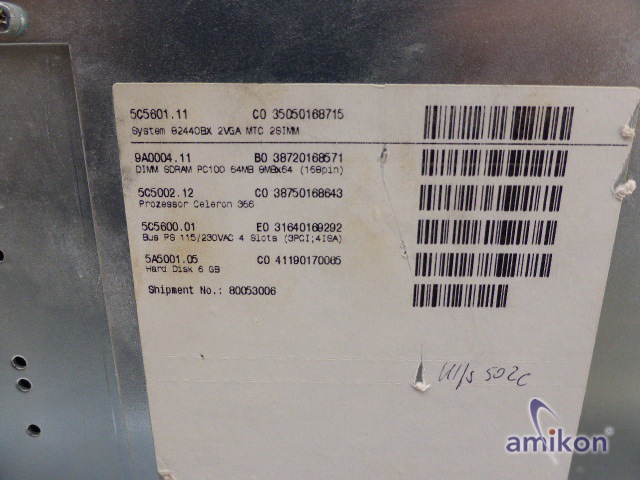 5C5601.11 C0 35050168715
System 82440BX 2VGA MTC 2SIMM
9A0004.11 B0 38720168571
DIMM SDRAM PC100 64MB 8MBx64 (168pin)
5C5002.12 C0 38750168643
Prozessor Celeron 366
5C5600.01 E0 31640169292
Bus PS 115/230VAC 4 Slots (3PCI;4ISA)
5A5001.05 C0 41190170065
Hard Disk 6 GB
Shipment No.: 80053006
502C
amikon®